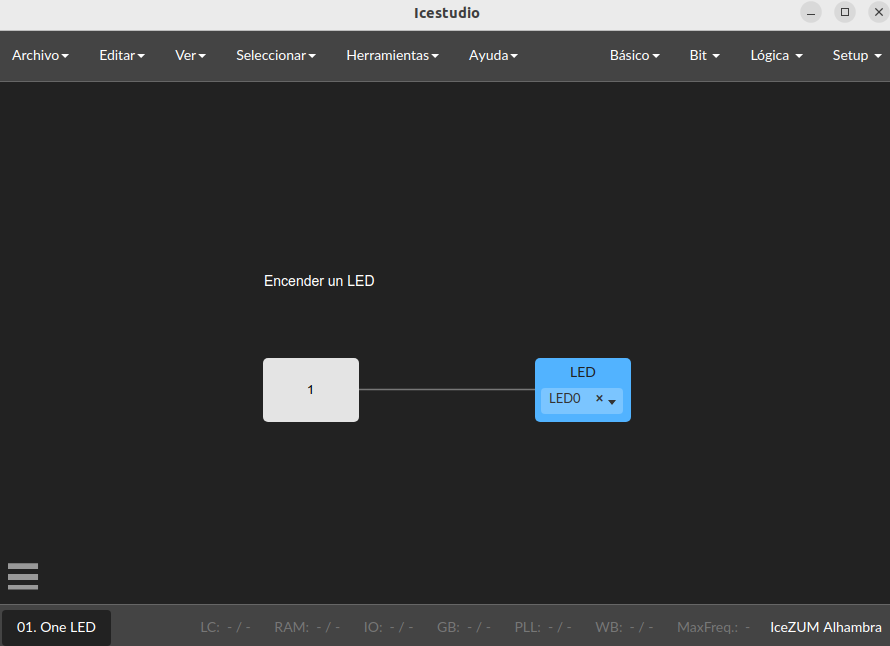 Icestudio
Archivo Editar Ver Seleccionar Herramientas Ayuda Básico Bit Lógica Setup
Encender un LED
1
LED
LED0 ×
01. One LED LC: - / - RAM: - / - IO: - / - GB: - / - PLL: - / - WB: - / - MaxFreq.: - IceZUM Alhambra